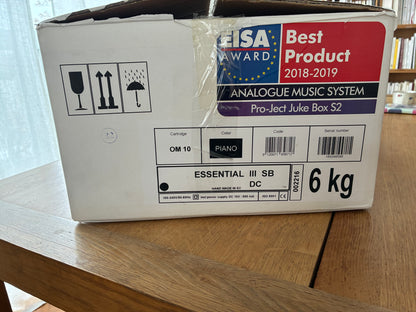 EISA
AWARD
Best
Product
2018-2019
ANALOGUE MUSIC SYSTEM
Pro-Ject Juke Box S2
Cartridge
Color
Code
Serial number
OM 10
PIANO
ESSENTIAL III SB
DC
HAND MADE IN
002216
6 kg